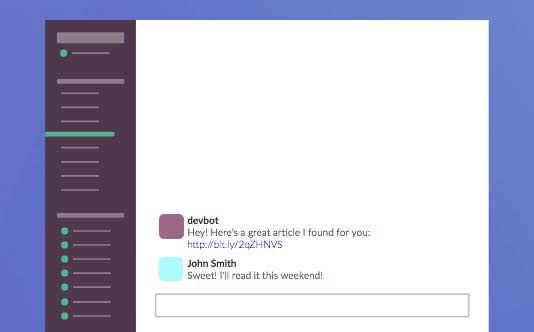 devbot
Hey! Here's a great article I found for you:
http://bit.ly/2qZHNVS
John Smith
Sweet! I'll read it this weekend!